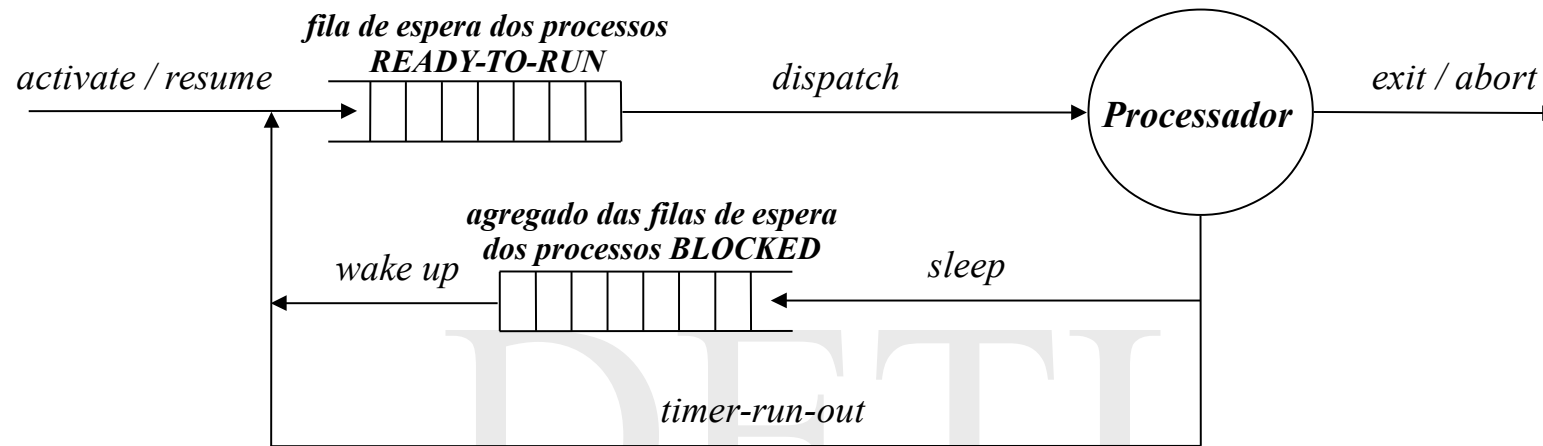 fila de espera dos processos
READY-TO-RUN
activate / resume
dispatch
exit / abort
Processador
agregado das filas de espera
dos processos BLOCKED
wake up
sleep
timer-run-out
DETI